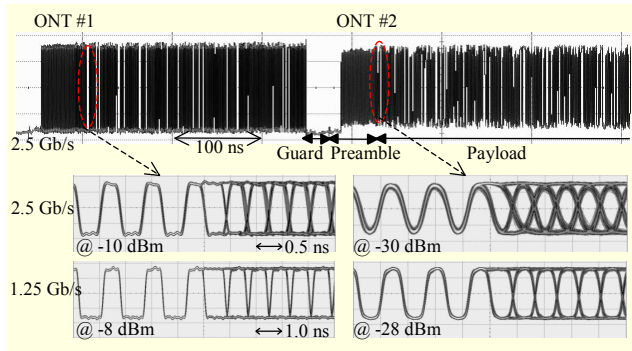 ONT #1
ONT #2
2.5 Gb/s
100 ns
Guard
Preamble
Payload
2.5 Gb/s
@ -10 dBm
0.5 ns
@ -30 dBm
1.25 Gb/s
@ -8 dBm
1.0 ns
@ -28 dBm